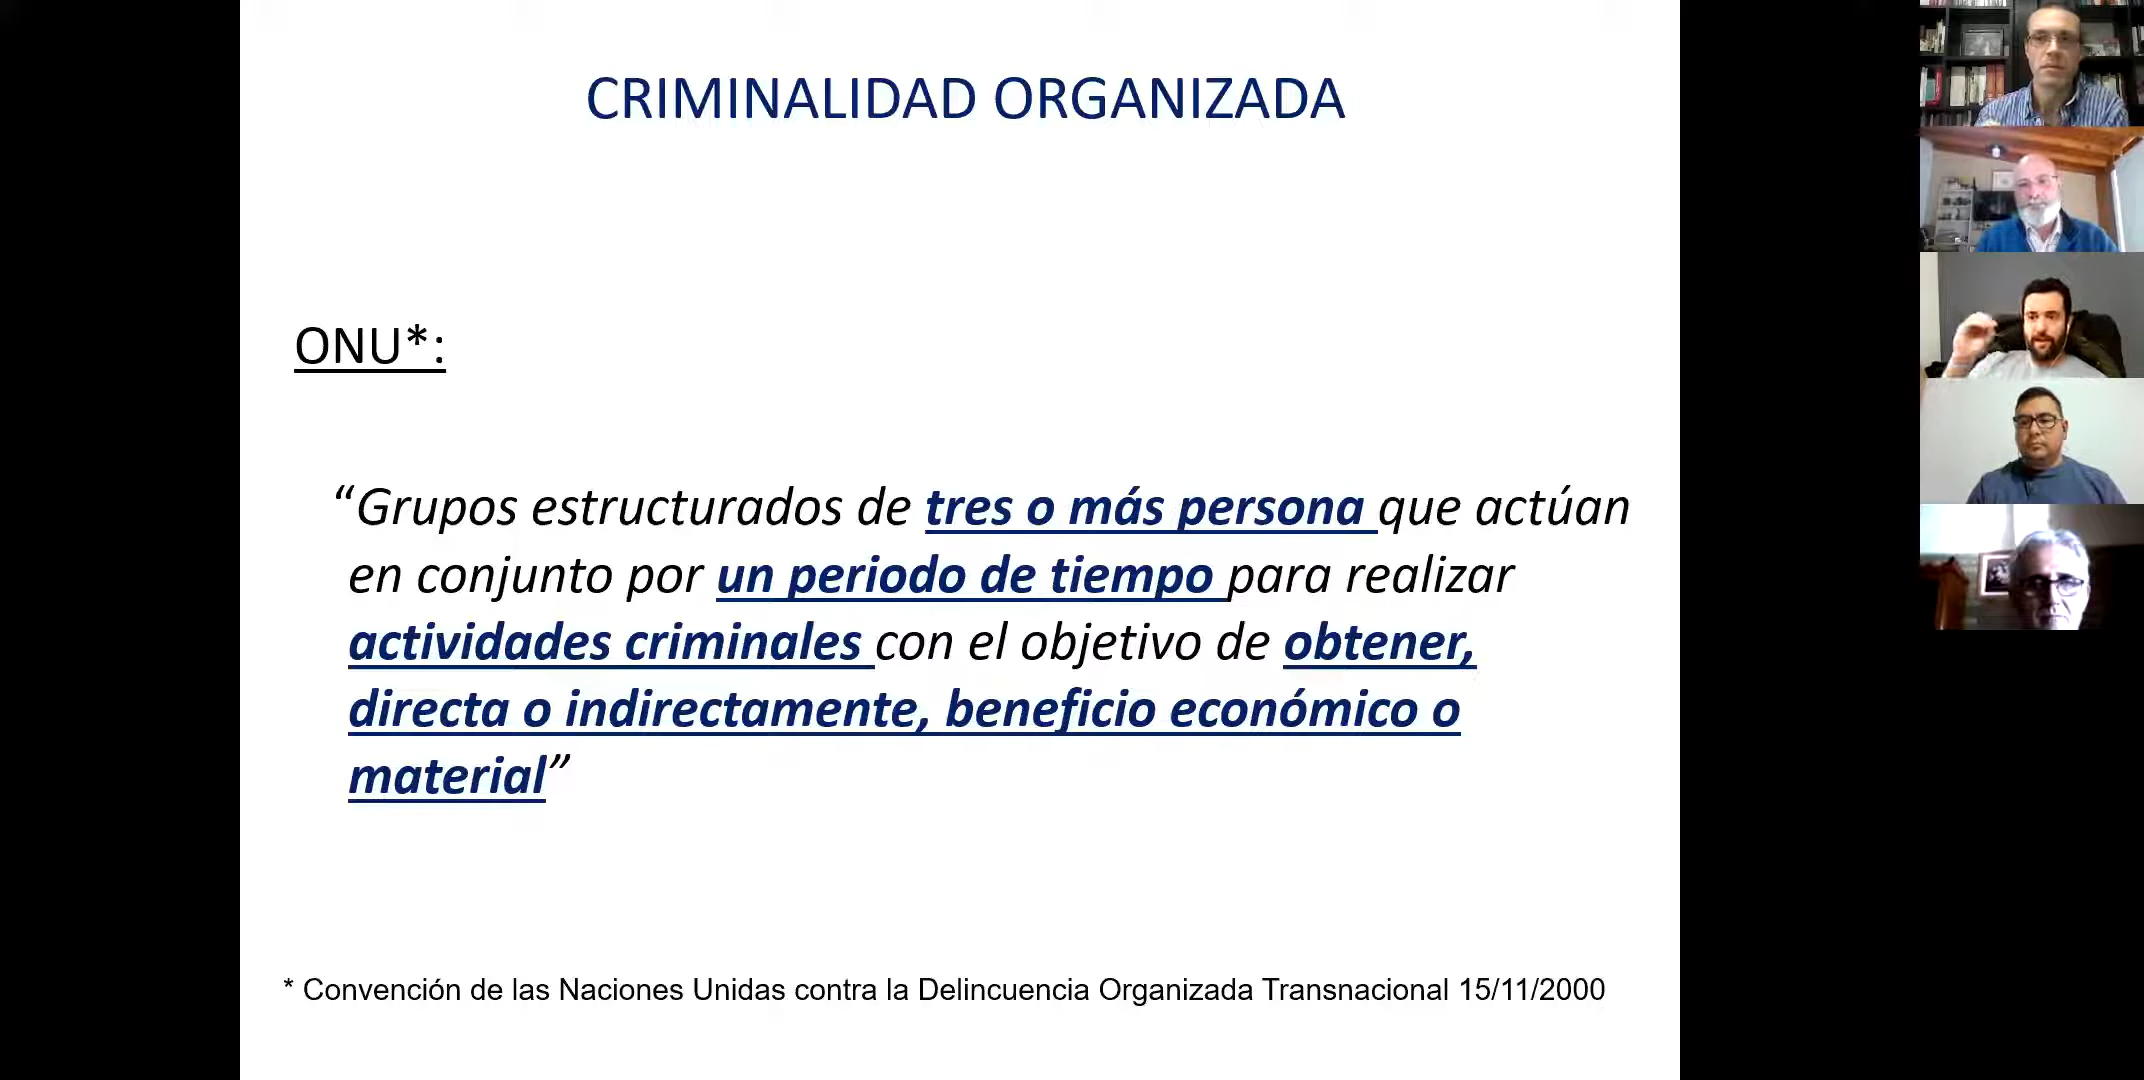 CRIMINALIDAD ORGANIZADA
ONU*:
“Grupos estructurados de tres o más persona que actúan
en conjunto por un periodo de tiempo para realizar
actividades criminales con el objetivo de obtener,
directa o indirectamente, beneficio económico o
material”
* Convención de las Naciones Unidas contra la Delincuencia Organizada Transnacional 15/11/2000